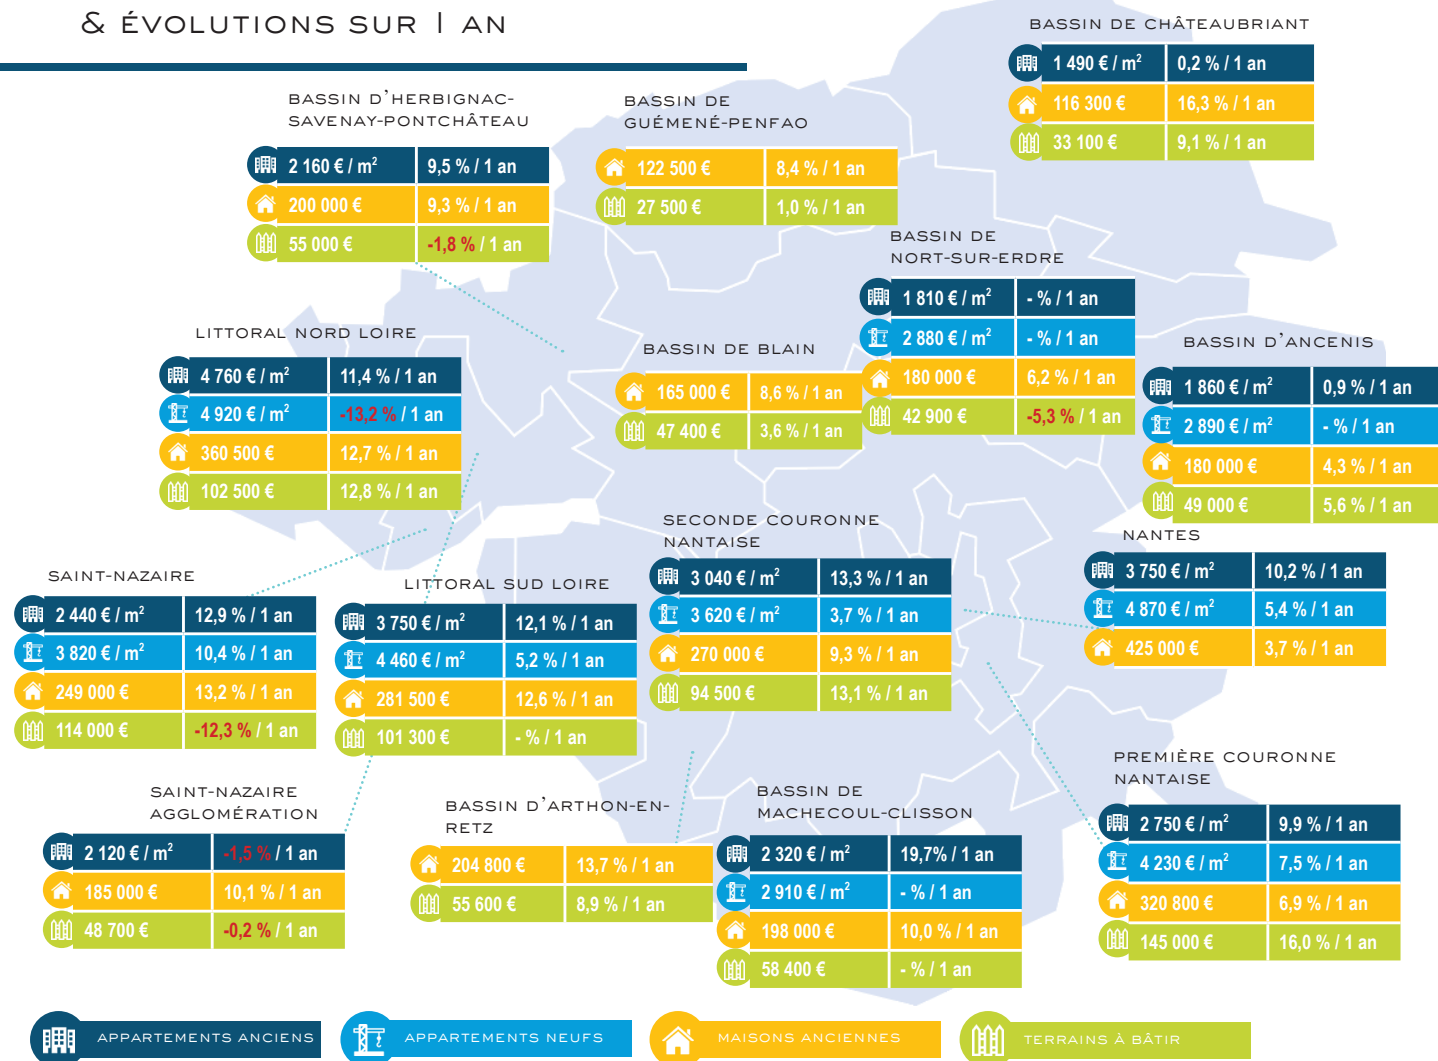 & ÉVOLUTIONS SUR 1 AN
BASSIN DE CHÂTEAUBRIANT
1 490 € / m² 0,2 % / 1 an
116 300 € 16,3 % / 1 an
33 100 € 9,1 % / 1 an
BASSIN D'HERBIGNAC-
SAVENAY-PONTCHÂTEAU
2 160 € / m² 9,5 % / 1 an
200 000 € 9,3 % / 1 an
55 000 € -1,8 % / 1 an
BASSIN DE
GUÉMENÉ-PENFAO
122 500 € 8,4 % / 1 an
27 500 € 1,0 % / 1 an
BASSIN DE
NORT-SUR-ERDRE
1 810 € / m² - % / 1 an
2 880 € / m² - % / 1 an
180 000 € 6,2 % / 1 an
42 900 € -5,3 % / 1 an
LITTORAL NORD LOIRE
4 760 € / m² 11,4 % / 1 an
4 920 € / m² -13,2 % / 1 an
360 500 € 12,7 % / 1 an
102 500 € 12,8 % / 1 an
BASSIN DE BLAIN
165 000 € 8,6 % / 1 an
47 400 € 3,6 % / 1 an
BASSIN D'ANCENIS
1 860 € / m² 0,9 % / 1 an
2 890 € / m² - % / 1 an
180 000 € 4,3 % / 1 an
49 000 € 5,6 % / 1 an
SAINT-NAZAIRE
2 440 € / m² 12,9 % / 1 an
3 820 € / m² 10,4 % / 1 an
249 000 € 13,2 % / 1 an
114 000 € -12,3 % / 1 an
LITTORAL SUD LOIRE
3 750 € / m² 12,1 % / 1 an
4 460 € / m² 5,2 % / 1 an
281 500 € 12,6 % / 1 an
101 300 € - % / 1 an
SECONDE COURONNE
NANTAISE
3 040 € / m² 13,3 % / 1 an
3 620 € / m² 3,7 % / 1 an
270 000 € 9,3 % / 1 an
94 500 € 13,1 % / 1 an
NANTES
3 750 € / m² 10,2 % / 1 an
4 870 € / m² 5,4 % / 1 an
425 000 € 3,7 % / 1 an
SAINT-NAZAIRE
AGGLOMÉRATION
2 120 € / m² -1,5 % / 1 an
185 000 € 10,1 % / 1 an
48 700 € -0,2 % / 1 an
BASSIN D'ARTHON-EN-
RETZ
204 800 € 13,7 % / 1 an
55 600 € 8,9 % / 1 an
BASSIN DE
MACHECOUL-CLISSON
2 320 € / m² 19,7% / 1 an
2 910 € / m² - % / 1 an
198 000 € 10,0 % / 1 an
58 400 € - % / 1 an
PREMIÈRE COURONNE
NANTAISE
2 750 € / m² 9,9 % / 1 an
4 230 € / m² 7,5 % / 1 an
320 800 € 6,9 % / 1 an
145 000 € 16,0 % / 1 an
APPARTEMENTS ANCIENS APPARTEMENTS NEUFS MAISONS ANCIENNES TERRAINS À BÂTIR